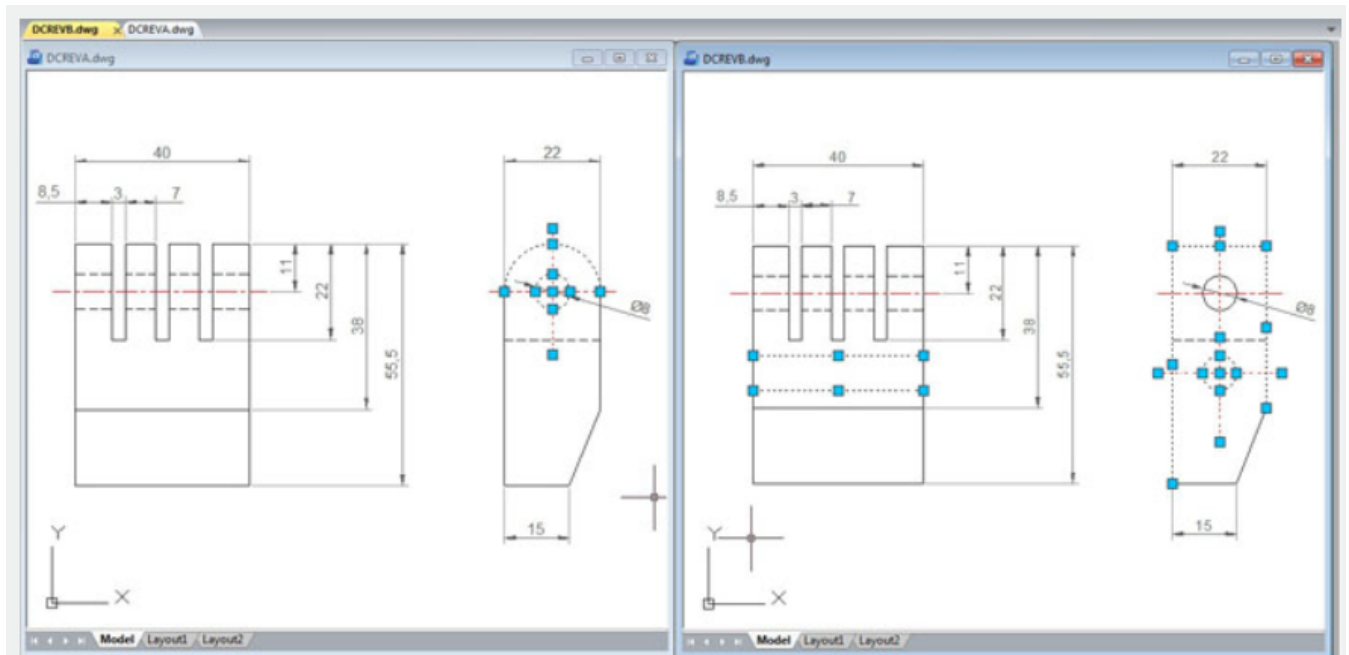 DCREVB.dwg DCREVA.dwg
DCREVA.dwg
40
8,5 3 7
11
22
38
55,5
22
Ø8
15
Y
X
Model Layout1 Layout2
DCREVB.dwg
40
8,5 3 7
11
22
38
55,5
22
Ø8
15
Y
X
Model Layout1 Layout2